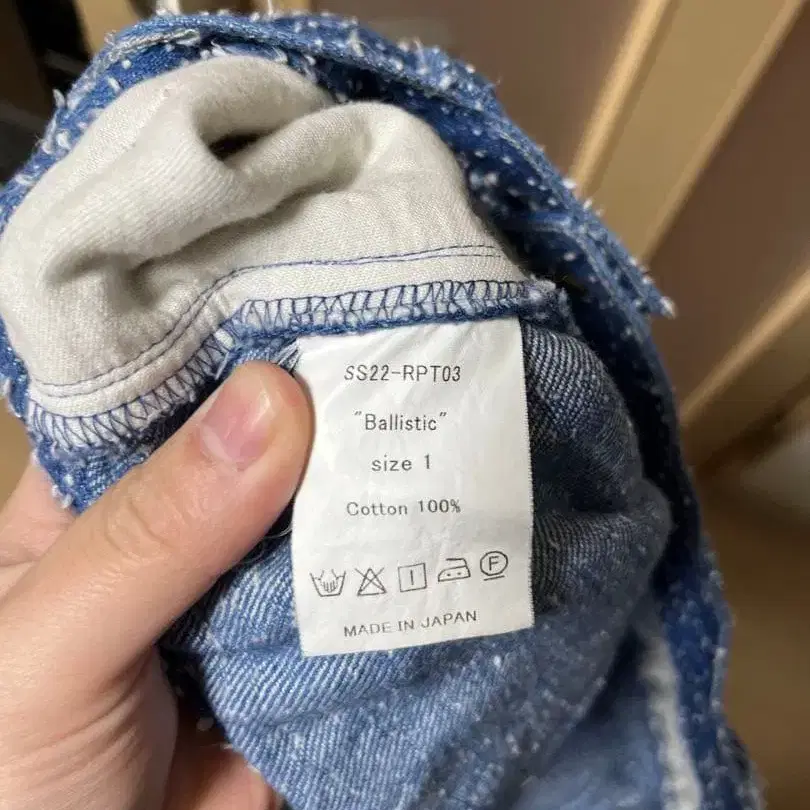 SS22-RPT03
"Ballistic"
size 1
Cotton 100%
F
MADE IN JAPAN